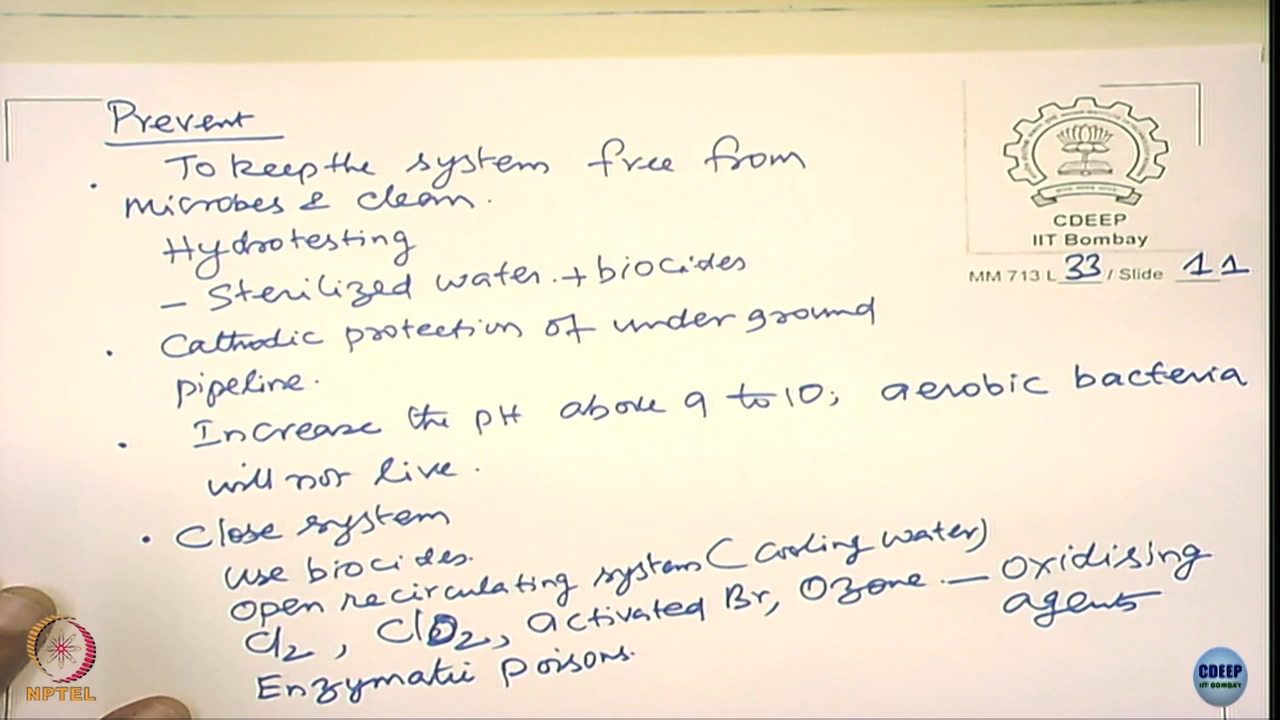 Prevent
To keep the system free from
microbes & clean.
Hydrotesting
- Sterilized water + biocides
Cathodic protection of underground
pipeline.
Increase the pH above 9 to 10; aerobic bacteria
will not live.
Close system
use biocides.
Open recirculating system (Cooling water)
Cl2, ClO2, activated Br, Ozone - oxidising
agents
Enzymatic poisons.
CDEEP
IIT Bombay
MM 713 L 33 / Slide 11
NPTEL
CDEEP
IIT BOMBAY